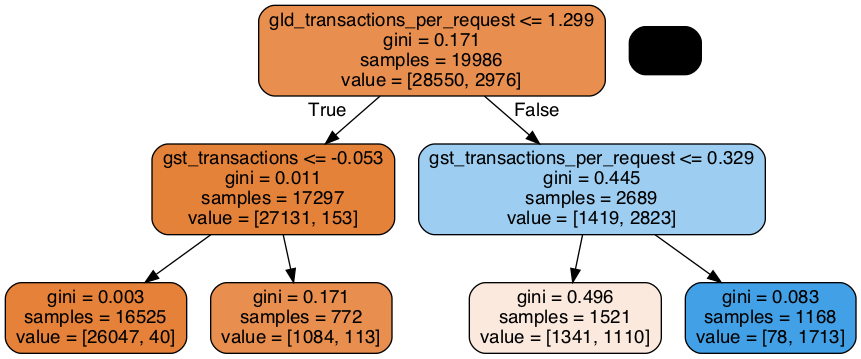 gld_transactions_per_request <= 1.299
gini = 0.171
samples = 19986
value = [28550, 2976]
True
False
gst_transactions <= -0.053
gini = 0.011
samples = 17297
value = [27131, 153]
gst_transactions_per_request <= 0.329
gini = 0.445
samples = 2689
value = [1419, 2823]
gini = 0.003
samples = 16525
value = [26047, 40]
gini = 0.171
samples = 772
value = [1084, 113]
gini = 0.496
samples = 1521
value = [1341, 1110]
gini = 0.083
samples = 1168
value = [78, 1713]